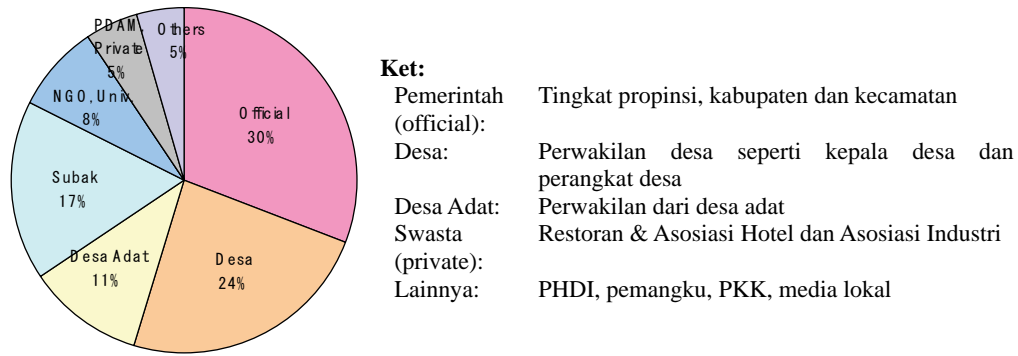 PDAM,
Private
5%
Others
5%
Official
30%
NGO,Univ.
8%
Subak
17%
Desa Adat
11%
Desa
24%
Ket:
Pemerintah (official): Tingkat propinsi, kabupaten dan kecamatan
Desa: Perwakilan desa seperti kepala desa dan
perangkat desa
Desa Adat: Perwakilan dari desa adat
Swasta (private): Restoran & Asosiasi Hotel dan Asosiasi Industri
Lainnya: PHDI, pemangku, PKK, media lokal